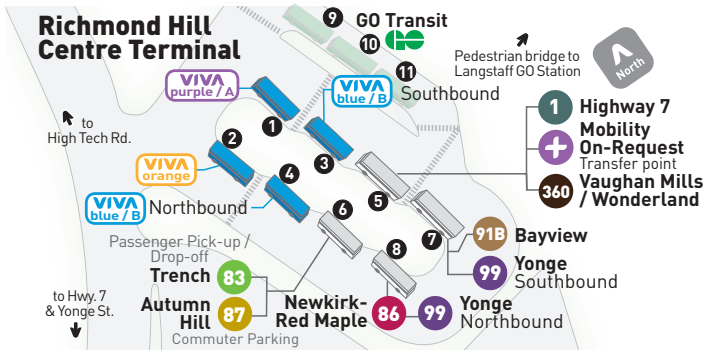 Richmond Hill
Centre Terminal
9
GO Transit
10
GO
11
Pedestrian bridge to
Langstaff GO Station
North
VIVA
purple / A
VIVA
blue / B
Southbound
to
High Tech Rd.
1
2
3
4
5
6
7
8
VIVA
orange
VIVA
blue / B
Northbound
1 Highway 7
Mobility
On-Request
Transfer point
360 Vaughan Mills
/ Wonderland
91B Bayview
99 Yonge
Southbound
Passenger Pick-up /
Drop-off
Trench 83
Autumn
Hill 87
Commuter Parking
to Hwy. 7
& Yonge St.
Newkirk-
Red Maple 86
99 Yonge
Northbound